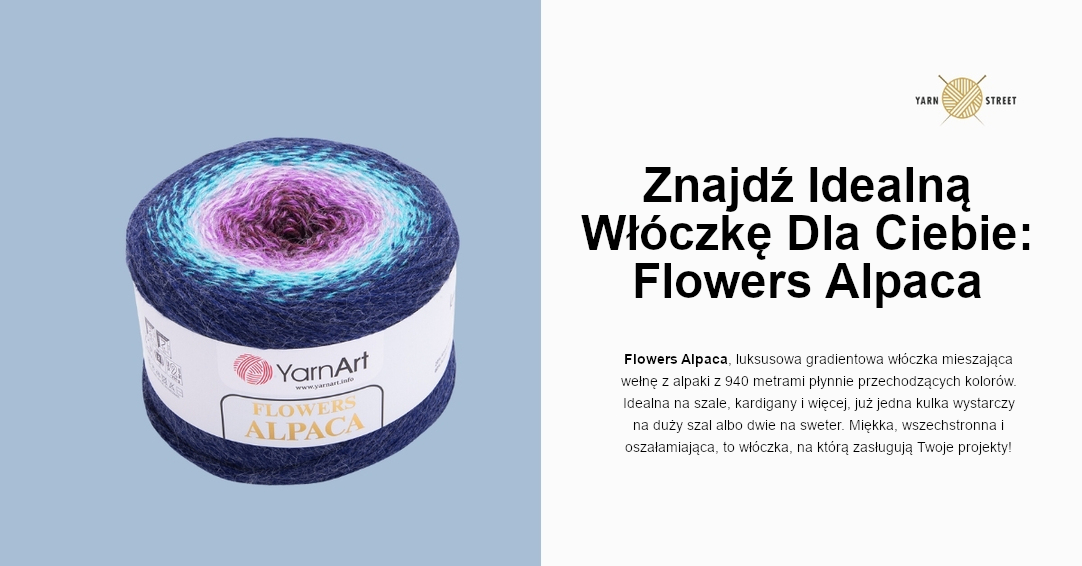 YARN STREET
Znajdź Idealną
Włóczkę Dla Ciebie:
Flowers Alpaca
Flowers Alpaca, luksusowa gradientowa włóczka mieszająca
wełnę z alpaki z 940 metrami płynnie przechodzących kolorów.
Idealna na szale, kardigany i więcej, już jedna kulka wystarczy
na duży szal albo dwie na sweter. Miękka, wszechstronna i
oszałamiająca, to włóczka, na którą zasługują Twoje projekty!
YarnArt
www.yarnart.info
FLOWERS
ALPACA